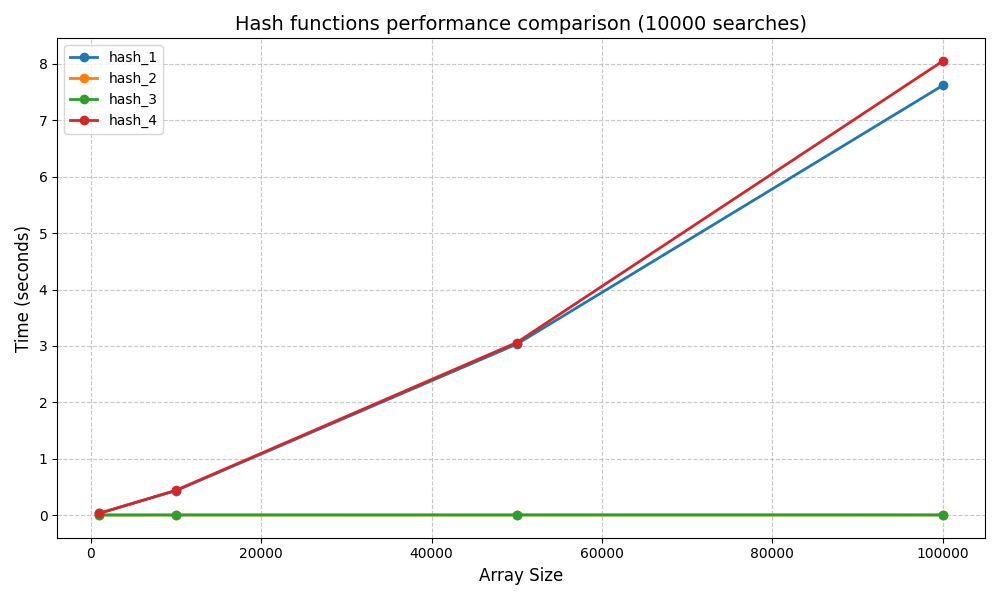 Hash functions performance comparison (10000 searches)
hash_1
hash_2
hash_3
hash_4
8
7
6
5
4
3
2
1
0
Time (seconds)
0 20000 40000 60000 80000 100000
Array Size